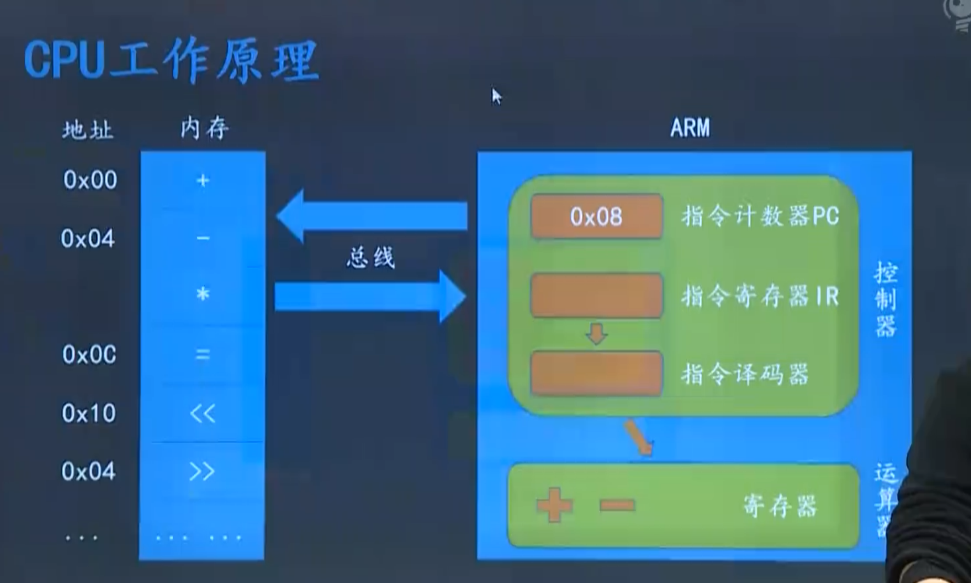 CPU工作原理
地址 内存 ARM
0x00 +
0x04 -
*
0x0C =
0x10 <<
0x04 >>
... ... ...
总线
0x08 指令计数器PC
指令寄存器IR
指令译码器
控制器
+ - 寄存器
运算器